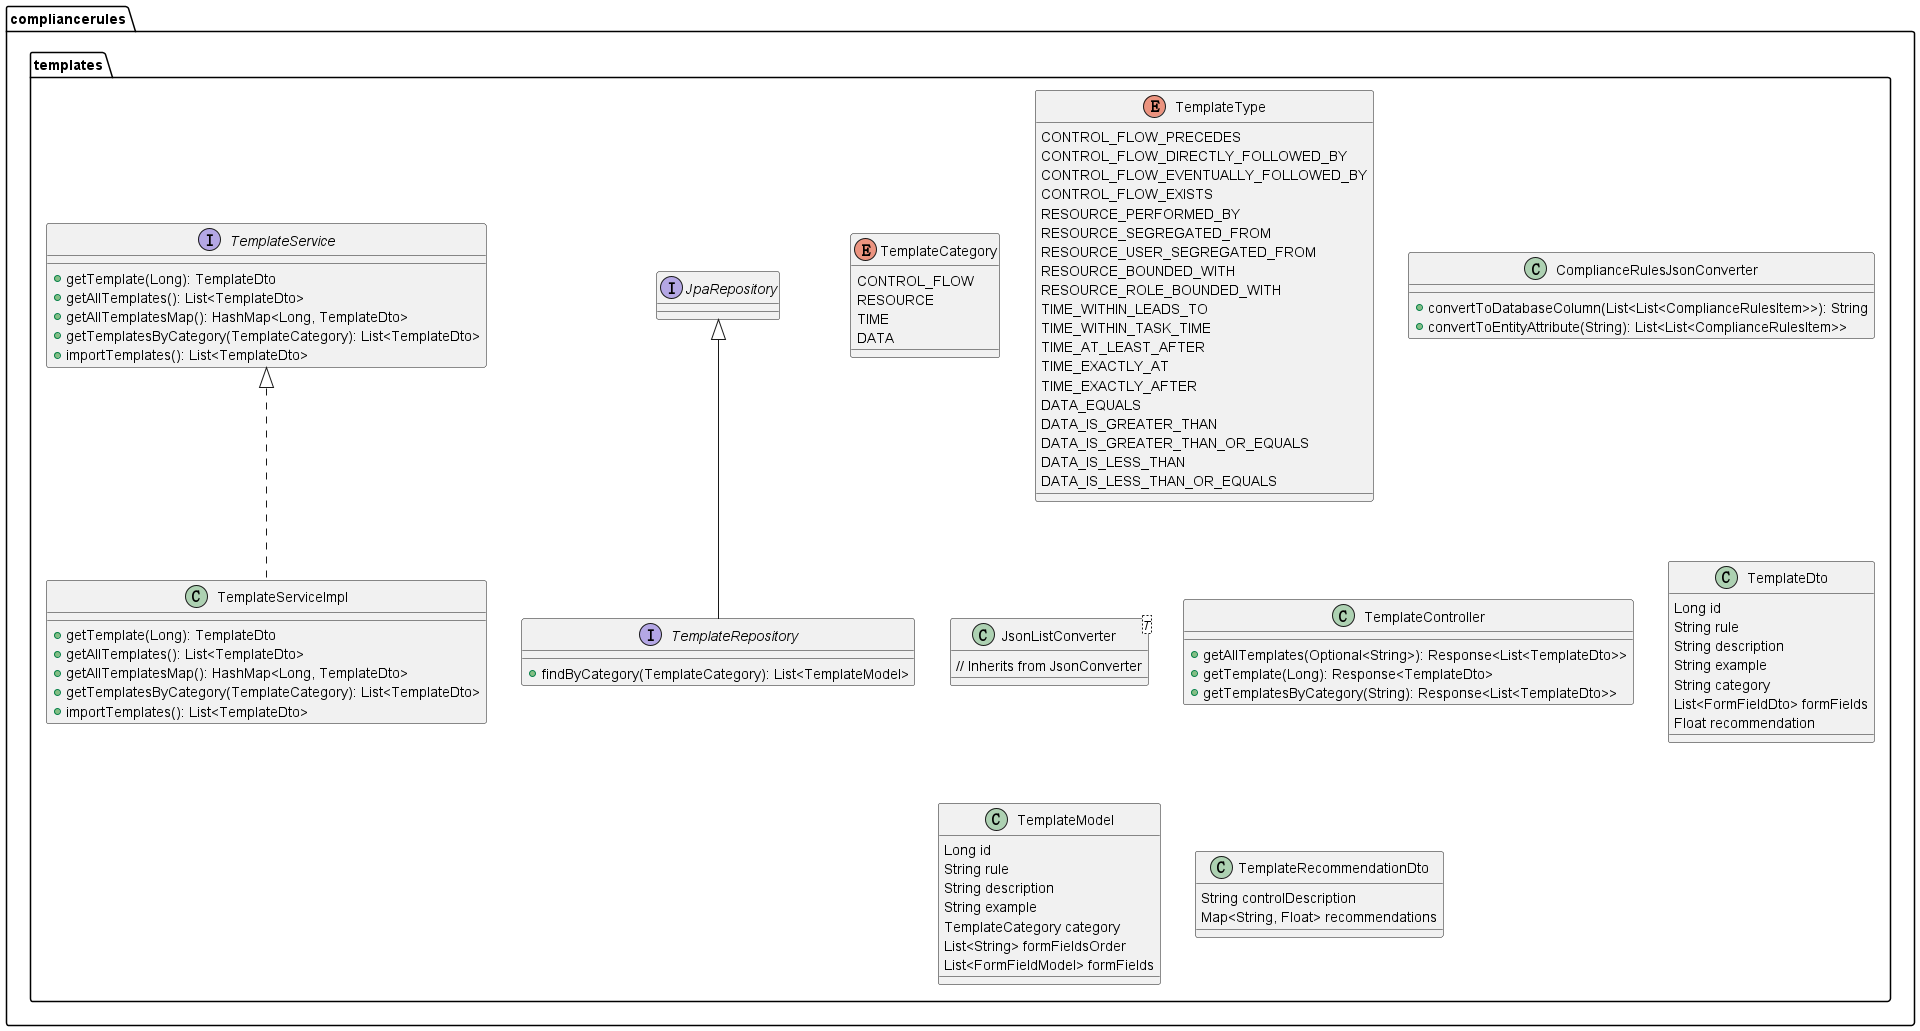 compliancerules
templates
TemplateType
CONTROL_FLOW_PRECEDES
CONTROL_FLOW_DIRECTLY_FOLLOWED_BY
CONTROL_FLOW_EVENTUALLY_FOLLOWED_BY
CONTROL_FLOW_EXISTS
RESOURCE_PERFORMED_BY
RESOURCE_SEGREGATED_FROM
RESOURCE_USER_SEGREGATED_FROM
RESOURCE_BOUNDED_WITH
RESOURCE_ROLE_BOUNDED_WITH
TIME_WITHIN_LEADS_TO
TIME_WITHIN_TASK_TIME
TIME_AT_LEAST_AFTER
TIME_EXACTLY_AT
TIME_EXACTLY_AFTER
DATA_EQUALS
DATA_IS_GREATER_THAN
DATA_IS_GREATER_THAN_OR_EQUALS
DATA_IS_LESS_THAN
DATA_IS_LESS_THAN_OR_EQUALS
E
TemplateService
I
getTemplate(Long): TemplateDto
getAllTemplates(): List<TemplateDto>
getAllTemplatesMap(): HashMap<Long, TemplateDto>
getTemplatesByCategory(TemplateCategory): List<TemplateDto>
importTemplates(): List<TemplateDto>
I
JpaRepository
E
TemplateCategory
CONTROL_FLOW
RESOURCE
TIME
DATA
C
ComplianceRulesJsonConverter
convertToDatabaseColumn(List<List<ComplianceRulesItem>>): String
convertToEntityAttribute(String): List<List<ComplianceRulesItem>>
C
TemplateServiceImpl
getTemplate(Long): TemplateDto
getAllTemplates(): List<TemplateDto>
getAllTemplatesMap(): HashMap<Long, TemplateDto>
getTemplatesByCategory(TemplateCategory): List<TemplateDto>
importTemplates(): List<TemplateDto>
I
TemplateRepository
findByCategory(TemplateCategory): List<TemplateModel>
C
JsonListConverter
T
// Inherits from JsonConverter
C
TemplateController
getAllTemplates(Optional<String>): Response<List<TemplateDto>>
getTemplate(Long): Response<TemplateDto>
getTemplatesByCategory(String): Response<List<TemplateDto>>
C
TemplateDto
Long id
String rule
String description
String example
String category
List<FormFieldDto> formFields
Float recommendation
C
TemplateModel
Long id
String rule
String description
String example
TemplateCategory category
List<String> formFieldsOrder
List<FormFieldModel> formFields
C
TemplateRecommendationDto
String controlDescription
Map<String, Float> recommendations